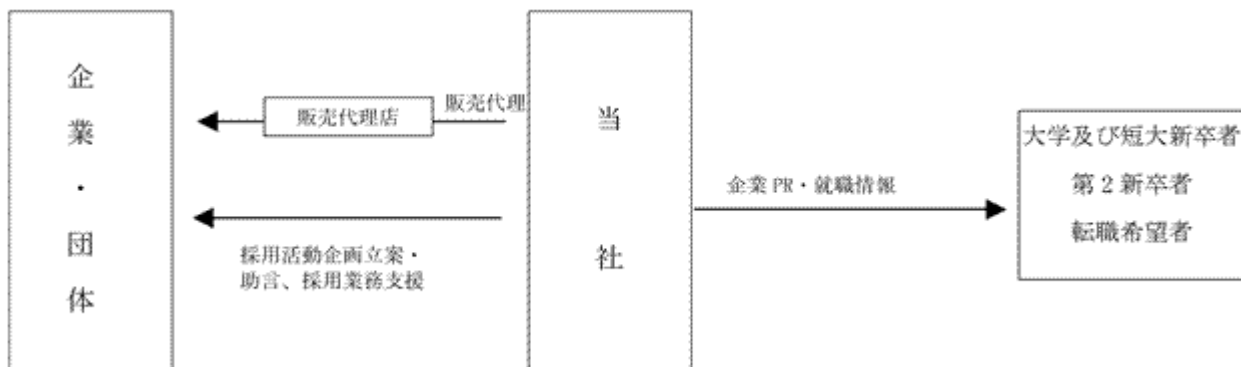 企業・団体
販売代理店
販売代理
採用活動企画立案・
助言、採用業務支援
当社
企業 PR・就職情報
大学及び短大新卒者
第２新卒者
転職希望者